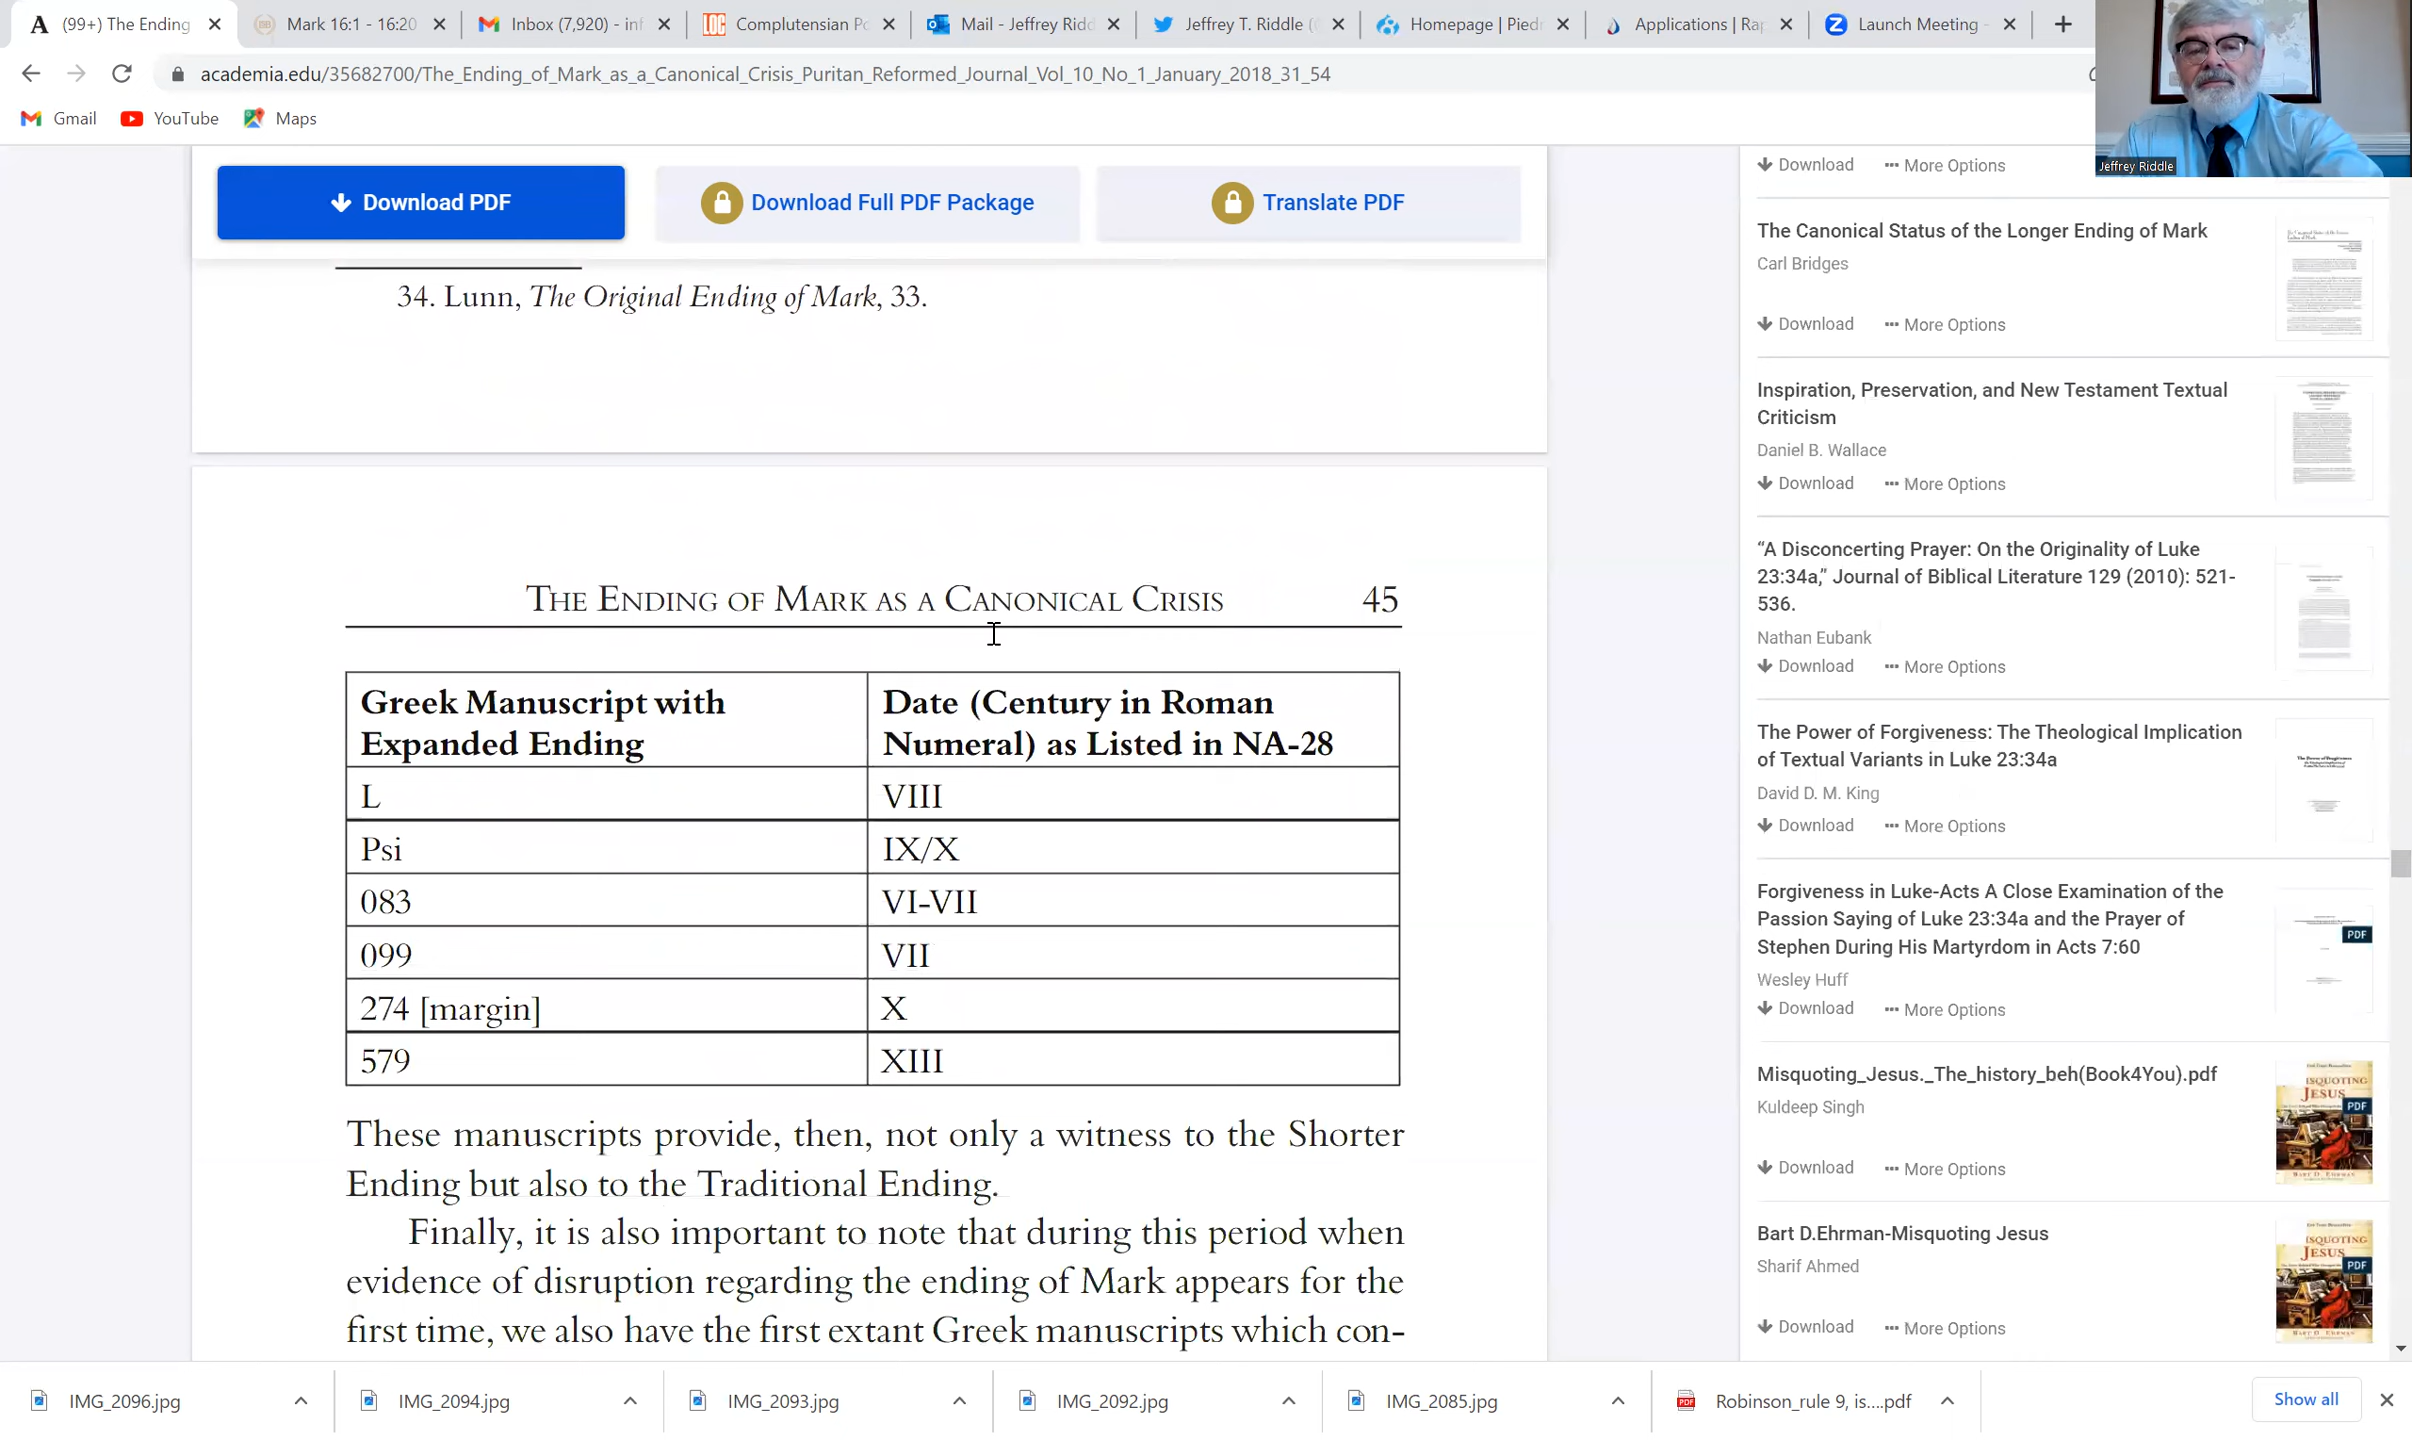 (99+) The Ending
Mark 16:1 - 16:20
Inbox (7,920) - inf
Complutensian Po
Mail - Jeffrey Ridd
Jeffrey T. Riddle (
Homepage | Pied
Applications | Rap
Launch Meeting -
academia.edu/35682700/The_Ending_of_Mark_as_a_Canonical_Crisis_Puritan_Reformed_Journal_Vol_10_No_1_January_2018_31_54
Gmail
YouTube
Maps
Jeffrey Riddle
Download PDF
Download Full PDF Package
Translate PDF
34. Lunn, The Original Ending of Mark, 33.
THE ENDING OF MARK AS A CANONICAL CRISIS 45
Greek Manuscript with
Expanded Ending
Date (Century in Roman
Numeral) as Listed in NA-28
L VIII
Psi IX/X
083 VI-VII
099 VII
274 [margin] X
579 XIII
These manuscripts provide, then, not only a witness to the Shorter
Ending but also to the Traditional Ending.
Finally, it is also important to note that during this period when
evidence of disruption regarding the ending of Mark appears for the
first time, we also have the first extant Greek manuscripts which con-
Download ••• More Options
The Canonical Status of the Longer Ending of Mark
Carl Bridges
Download ••• More Options
Inspiration, Preservation, and New Testament Textual
Criticism
Daniel B. Wallace
Download ••• More Options
“A Disconcerting Prayer: On the Originality of Luke
23:34a,” Journal of Biblical Literature 129 (2010): 521-
536.
Nathan Eubank
Download ••• More Options
The Power of Forgiveness: The Theological Implication
of Textual Variants in Luke 23:34a
David D. M. King
Download ••• More Options
Forgiveness in Luke-Acts A Close Examination of the
Passion Saying of Luke 23:34a and the Prayer of
Stephen During His Martyrdom in Acts 7:60
PDF
Wesley Huff
Download ••• More Options
Misquoting_Jesus._The_history_beh(Book4You).pdf
Kuldeep Singh
ISQUOTING
JESUS
PDF
BART D. EHRMAN
Download ••• More Options
Bart D.Ehrman-Misquoting Jesus
Sharif Ahmed
ISQUOTING
JESUS
PDF
BART D. EHRMAN
Download ••• More Options
IMG_2096.jpg
IMG_2094.jpg
IMG_2093.jpg
IMG_2092.jpg
IMG_2085.jpg
PDF
Robinson_rule 9, is....pdf
Show all